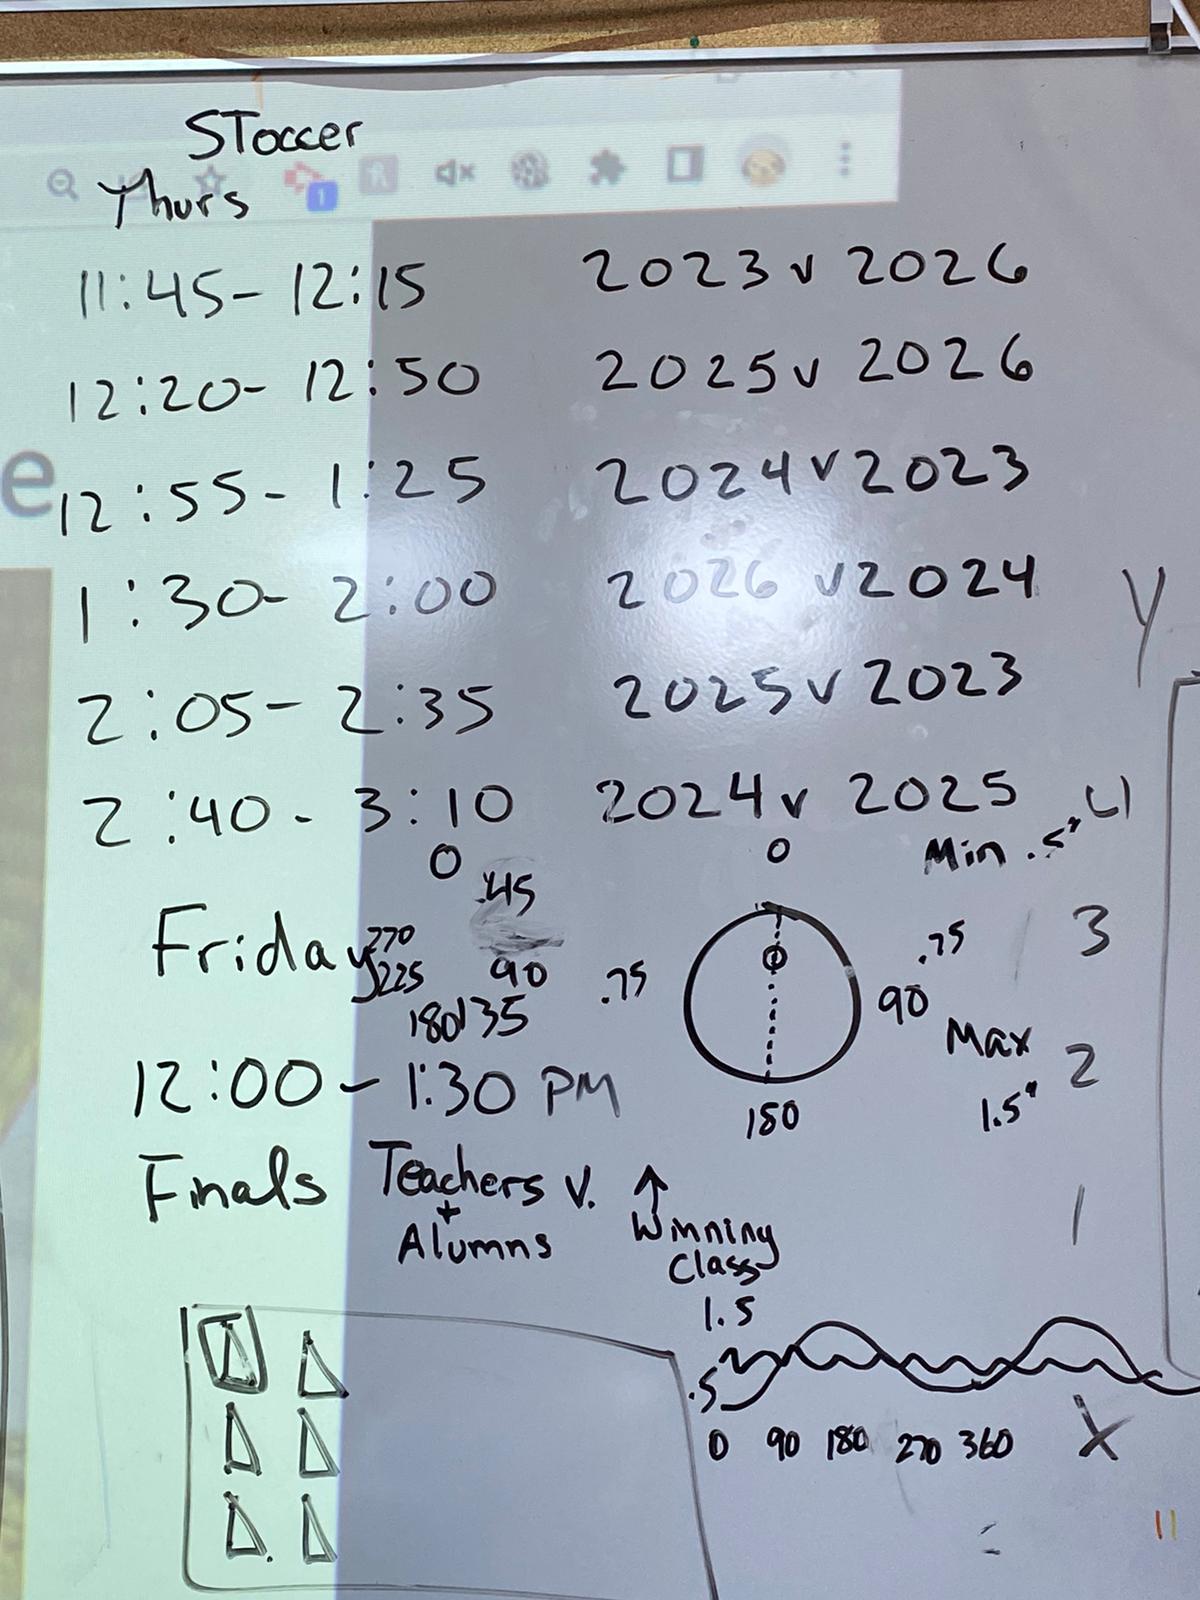 STOCCER
Thurs
1
11:45 - 12:15 2023 v 2026
12:20 - 12:50 2025 v 2026
e
12:55 - 1:25 2024 v 2023
1:30 - 2:00 2026 v 2024
Y
2:05 - 2:35 2025 v 2023
2:40 - 3:10 2024 v 2025
4
0 0 Min .5"
.45
Friday 270 .75 3
225 90 .75 90
180 135
Max 2
12:00 - 1:30 PM
180 1.5"
Finals Teachers v. ↑
+ Winning
Alumns Class
1
1.5
.5
0 90 180 270 360 X